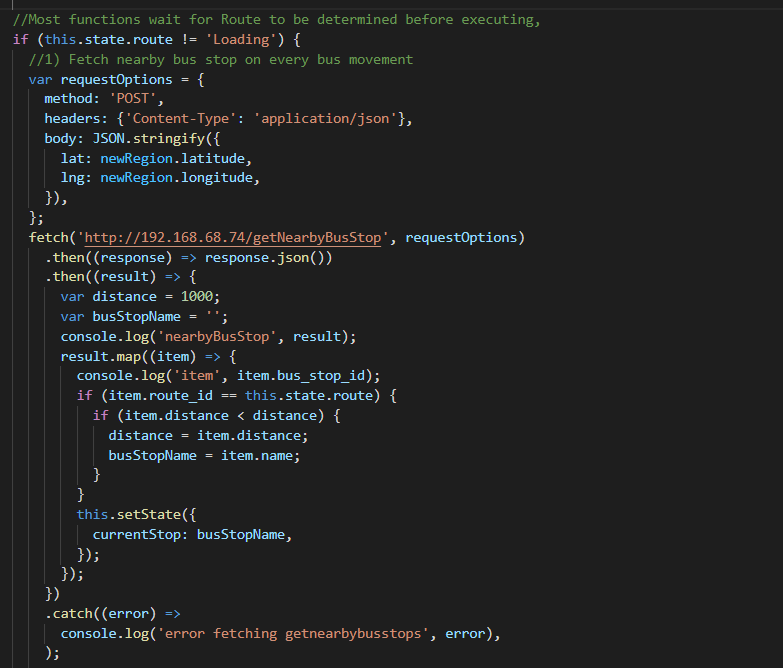 //Most functions wait for Route to be determined before executing,
if (this.state.route != 'Loading') {
//1) Fetch nearby bus stop on every bus movement
var requestOptions = {
method: 'POST',
headers: {'Content-Type': 'application/json'},
body: JSON.stringify({
lat: newRegion.latitude,
lng: newRegion.longitude,
}),
};
fetch('http://192.168.68.74/getNearbyBusStop', requestOptions)
.then((response) => response.json())
.then((result) => {
var distance = 1000;
var busStopName = '';
console.log('nearbyBusStop', result);
result.map((item) => {
console.log('item', item.bus_stop_id);
if (item.route_id == this.state.route) {
if (item.distance < distance) {
distance = item.distance;
busStopName = item.name;
}
}
this.setState({
currentStop: busStopName,
});
});
})
.catch((error) =>
console.log('error fetching getnearbybusstops', error),
);